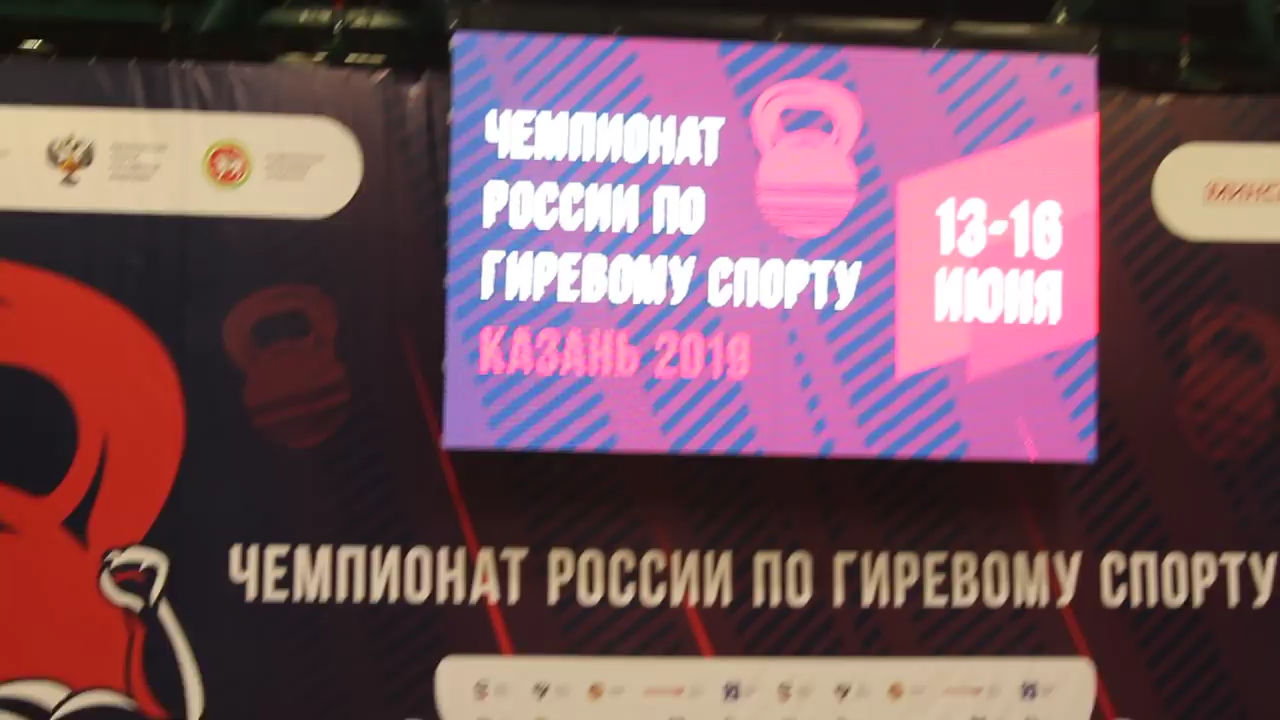 ЧЕМПИОНАТ
РОССИИ ПО
ГИРЕВОМУ СПОРТУ
КАЗАНЬ 2019
13-16
ИЮНЯ
ЧЕМПИОНАТ РОССИИ ПО ГИРЕВОМУ СПОРТУ